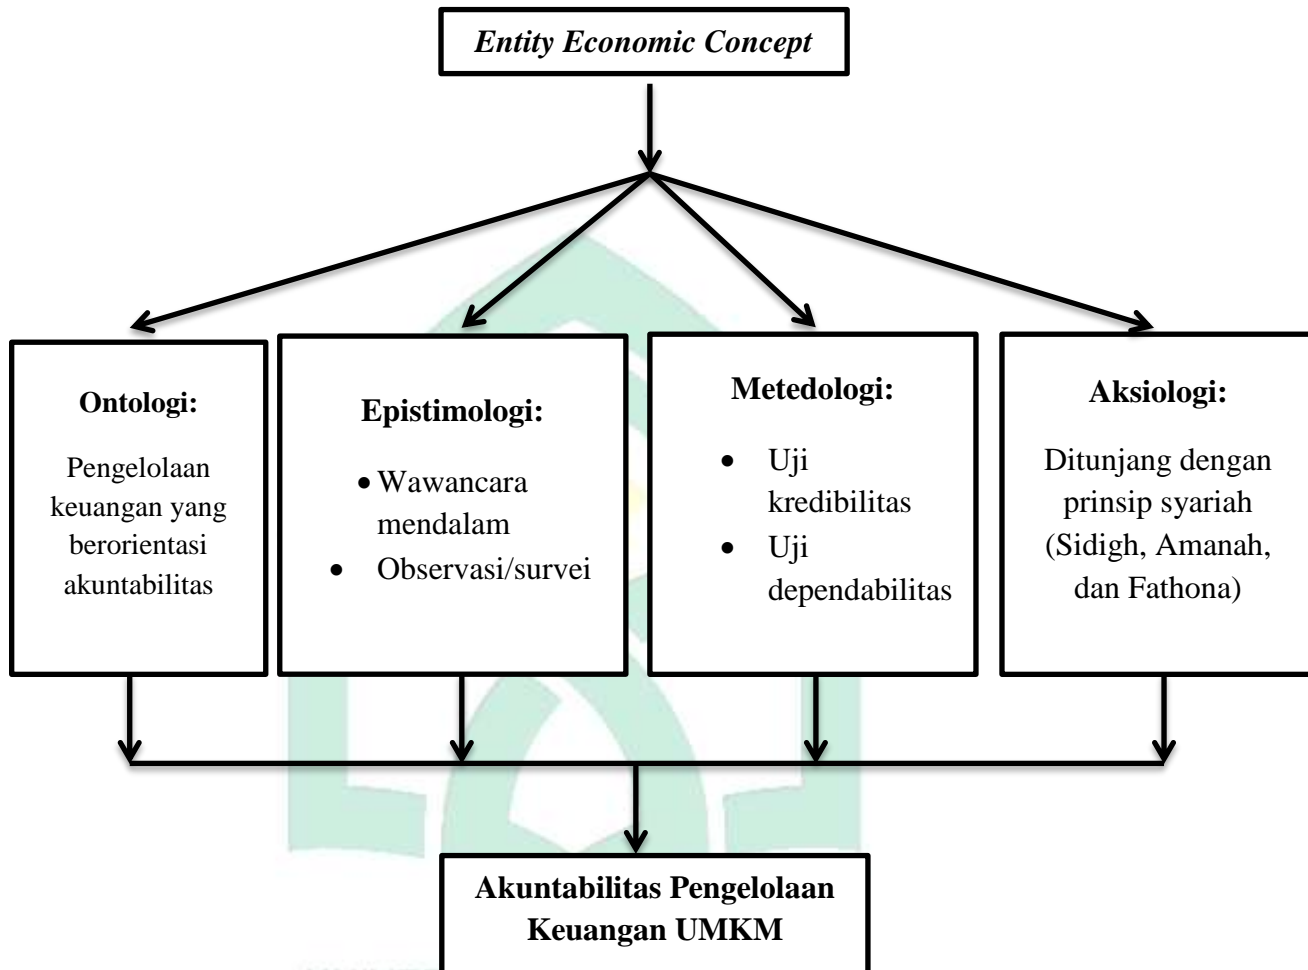 Entity Economic Concept
Ontologi:
Pengelolaan
keuangan yang
berorientasi
akuntabilitas
Epistimologi:
• Wawancara
mendalam
• Observasi/survei
Metedologi:
• Uji
kredibilitas
• Uji
dependabilitas
Aksiologi:
Ditunjang dengan
prinsip syariah
(Sidigh, Amanah,
dan Fathona)
Akuntabilitas Pengelolaan
Keuangan UMKM